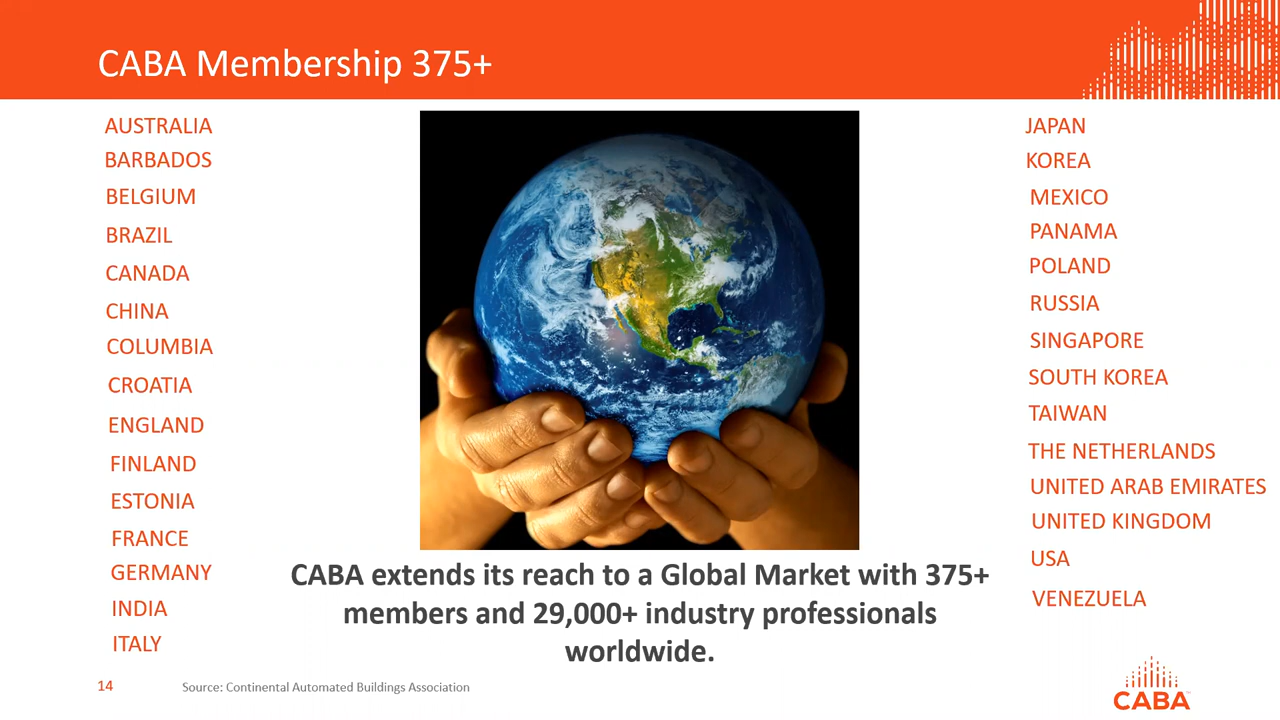 CABA Membership 375+
AUSTRALIA
BARBADOS
BELGIUM
BRAZIL
CANADA
CHINA
COLUMBIA
CROATIA
ENGLAND
FINLAND
ESTONIA
FRANCE
GERMANY
INDIA
ITALY
JAPAN
KOREA
MEXICO
PANAMA
POLAND
RUSSIA
SINGAPORE
SOUTH KOREA
TAIWAN
THE NETHERLANDS
UNITED ARAB EMIRATES
UNITED KINGDOM
USA
VENEZUELA
CABA extends its reach to a Global Market with 375+
members and 29,000+ industry professionals
worldwide.
14
Source: Continental Automated Buildings Association
CABA